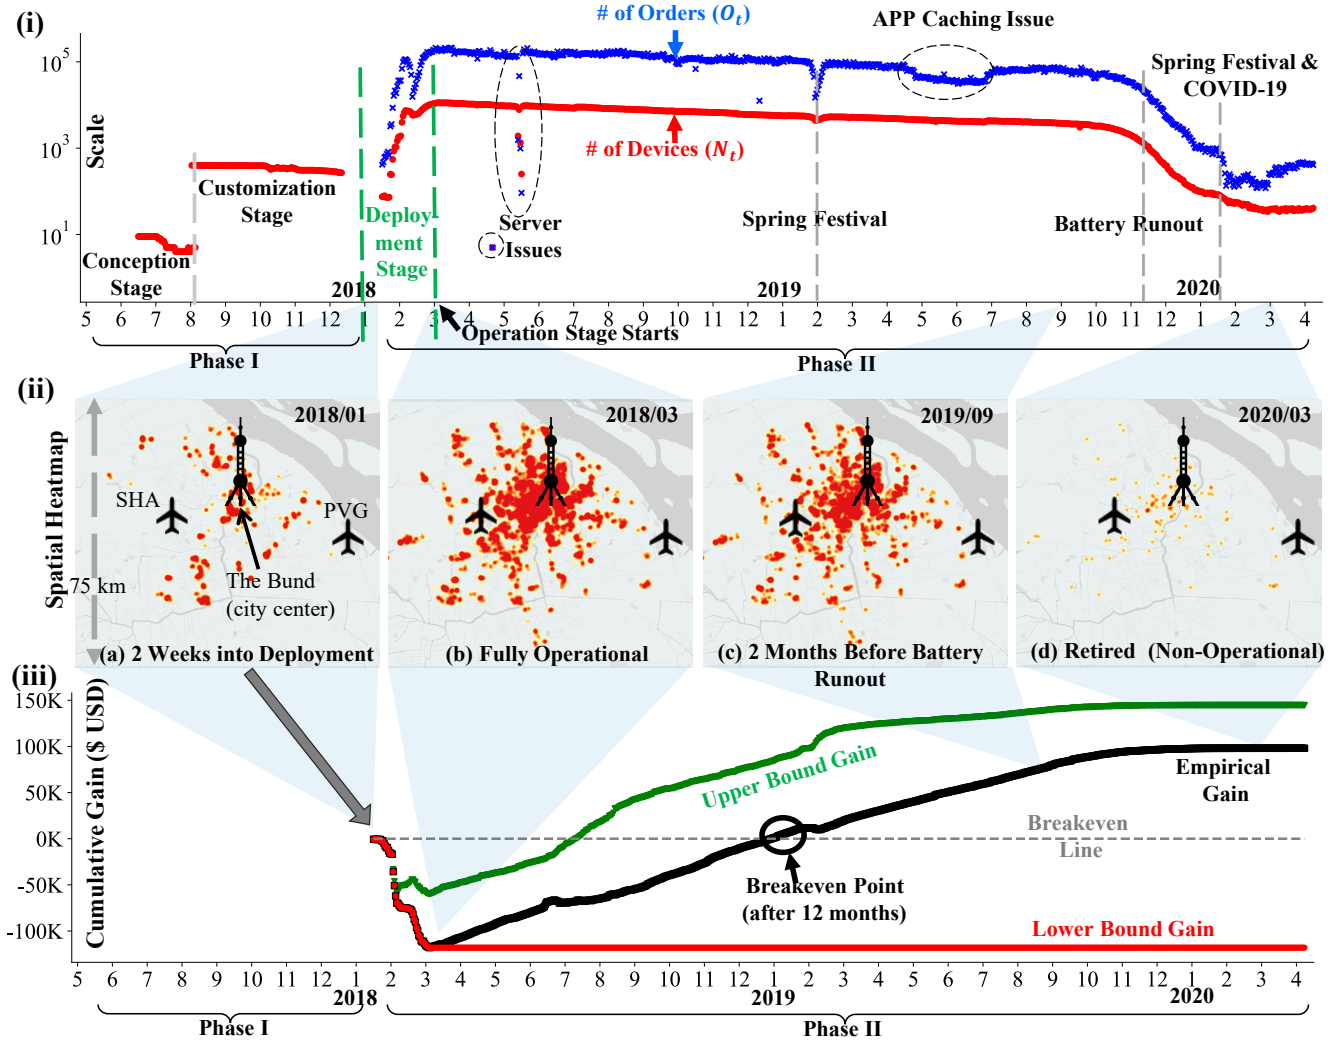 (i)
# of Orders (Oₜ)
APP Caching Issue
Spring Festival &
COVID-19
10⁵
10³
10¹
Scale
# of Devices (Nₜ)
Customization
Stage
Conception
Stage
Deploy-
ment
Stage
Server
Issues
Spring Festival
Battery Runout
2018
2019
2020
5 6 7 8 9 10 11 12 1 2 3 4 5 6 7 8 9 10 11 12 1 2 3 4 5 6 7 8 9 10 11 12 1 2 3 4
Operation Stage Starts
Phase I
Phase II
(ii)
Spatial Heatmap
75 km
2018/01
SHA
PVG
The Bund
(city center)
(a) 2 Weeks into Deployment
2018/03
(b) Fully Operational
2019/09
(c) 2 Months Before Battery
Runout
2020/03
(d) Retired (Non-Operational)
(iii)
Cumulative Gain ($ USD)
150K
100K
50K
0K
-50K
-100K
Upper Bound Gain
Empirical
Gain
Breakeven
Line
Breakeven Point
(after 12 months)
Lower Bound Gain
5 6 7 8 9 10 11 12 1 2 3 4 5 6 7 8 9 10 11 12 1 2 3 4 5 6 7 8 9 10 11 12 1 2 3 4
2018
2019
2020
Phase I
Phase II